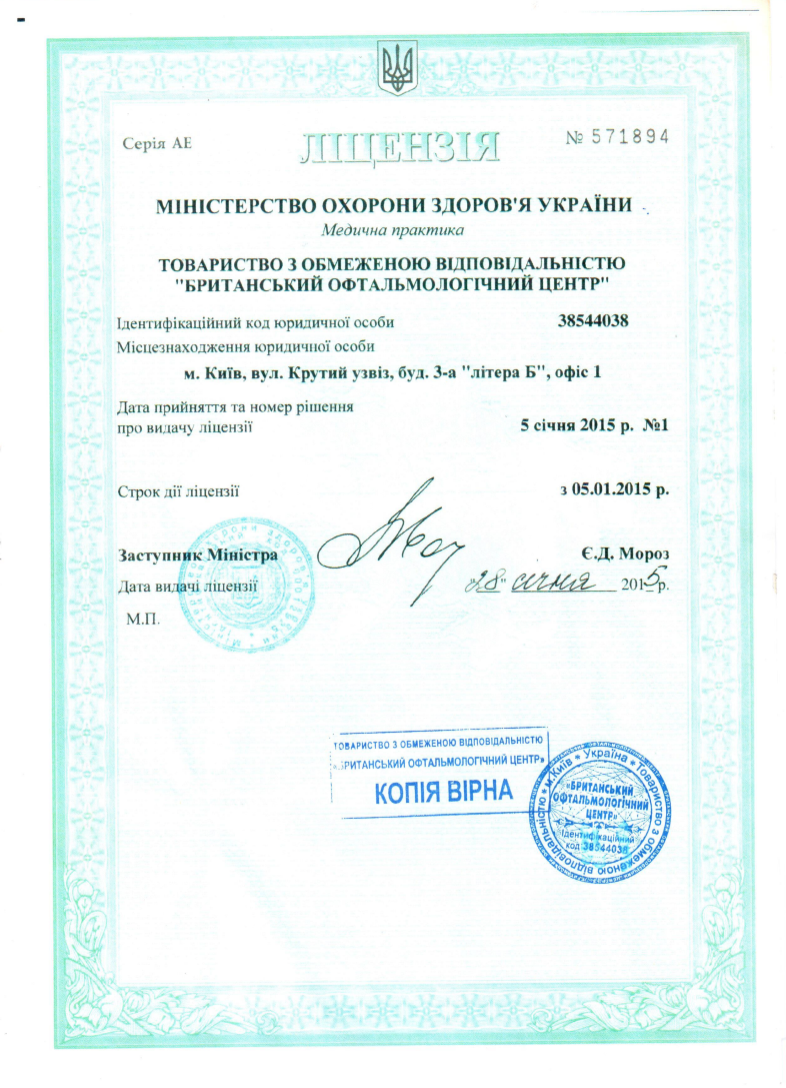 Серія АЕ
ЛІЦЕНЗІЯ
№ 571894
МІНІСТЕРСТВО ОХОРОНИ ЗДОРОВ'Я УКРАЇНИ
Медична практика
ТОВАРИСТВО З ОБМЕЖЕНОЮ ВІДПОВІДАЛЬНІСТЮ
"БРИТАНСЬКИЙ ОФТАЛЬМОЛОГІЧНИЙ ЦЕНТР"
Ідентифікаційний код юридичної особи 38544038
Місцезнаходження юридичної особи
м. Київ, вул. Крутий узвіз, буд. 3-а "літера Б", офіс 1
Дата прийняття та номер рішення
про видачу ліцензії 5 січня 2015 р. №1
Строк дії ліцензії з 05.01.2015 р.
Заступник Міністра Є.Д. Мороз
Дата видачі ліцензії "28" січня 2015 р.
М.П.
ТОВАРИСТВО З ОБМЕЖЕНОЮ ВІДПОВІДАЛЬНІСТЮ
«БРИТАНСЬКИЙ ОФТАЛЬМОЛОГІЧНИЙ ЦЕНТР»
КОПІЯ ВІРНА
м.Київ * Україна * Товариство з обмеженою відповідальністю *
«БРИТАНСЬКИЙ
ОФТАЛЬМОЛОГІЧНИЙ
ЦЕНТР»
Ідентифікаційний
код 38544038